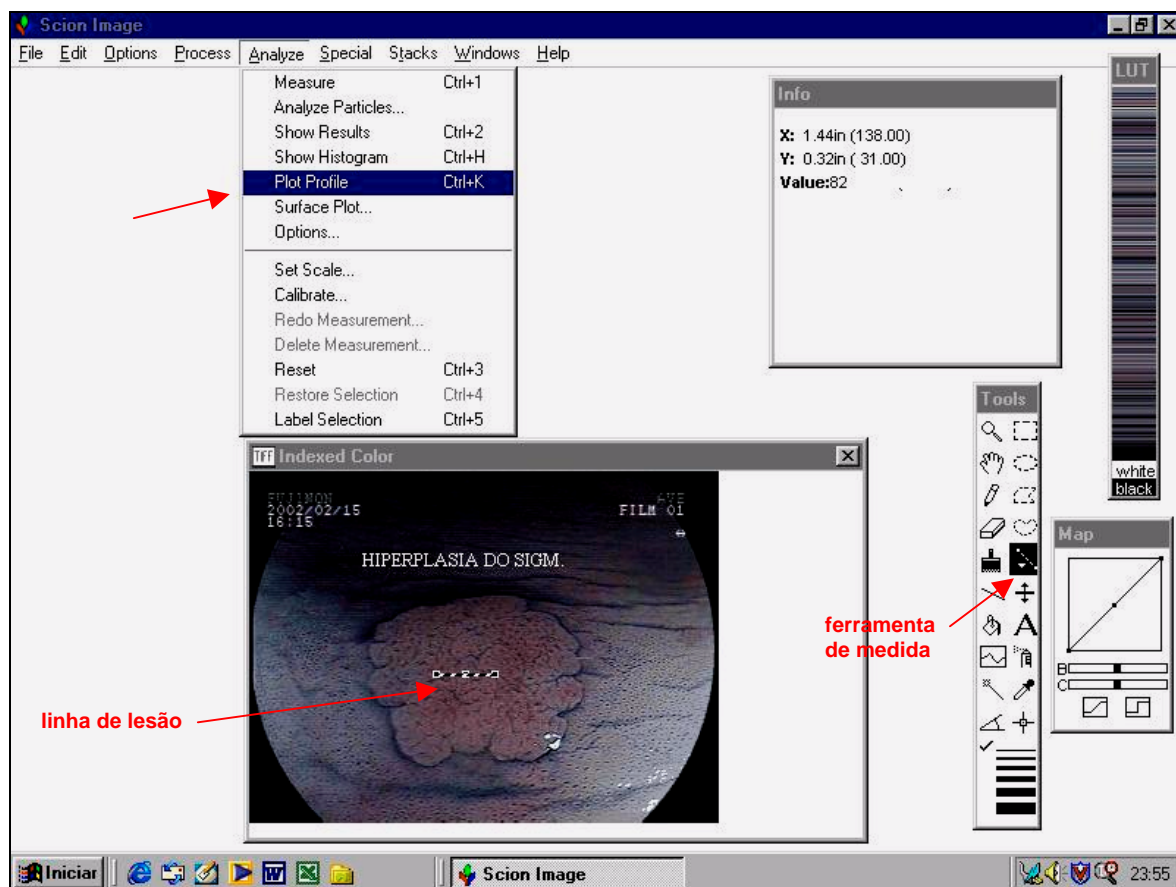 Scion Image
File Edit Options Process Analyze Special Stacks Windows Help
Measure Ctrl+1
Analyze Particles...
Show Results Ctrl+2
Show Histogram Ctrl+H
Plot Profile Ctrl+K
Surface Plot...
Options...
Set Scale...
Calibrate...
Redo Measurement...
Delete Measurement...
Reset Ctrl+3
Restore Selection Ctrl+4
Label Selection Ctrl+5
Info
X: 1.44in (138.00)
Y: 0.32in ( 31.00)
Value:82
LUT
white
black
Tools
A
Map
B
C
ferramenta
de medida
TIFF Indexed Color
FUJINON AVE
2002/02/15 FILM 01
16:15
HIPERPLASIA DO SIGM.
linha de lesão
Iniciar
Scion Image
23:55